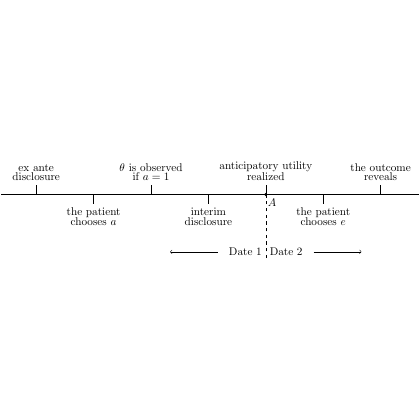 ex ante
disclosure
θ is observed
if a = 1
anticipatory utility
realized
the outcome
reveals
the patient
chooses a
interim
disclosure
A
the patient
chooses e
Date 1
Date 2